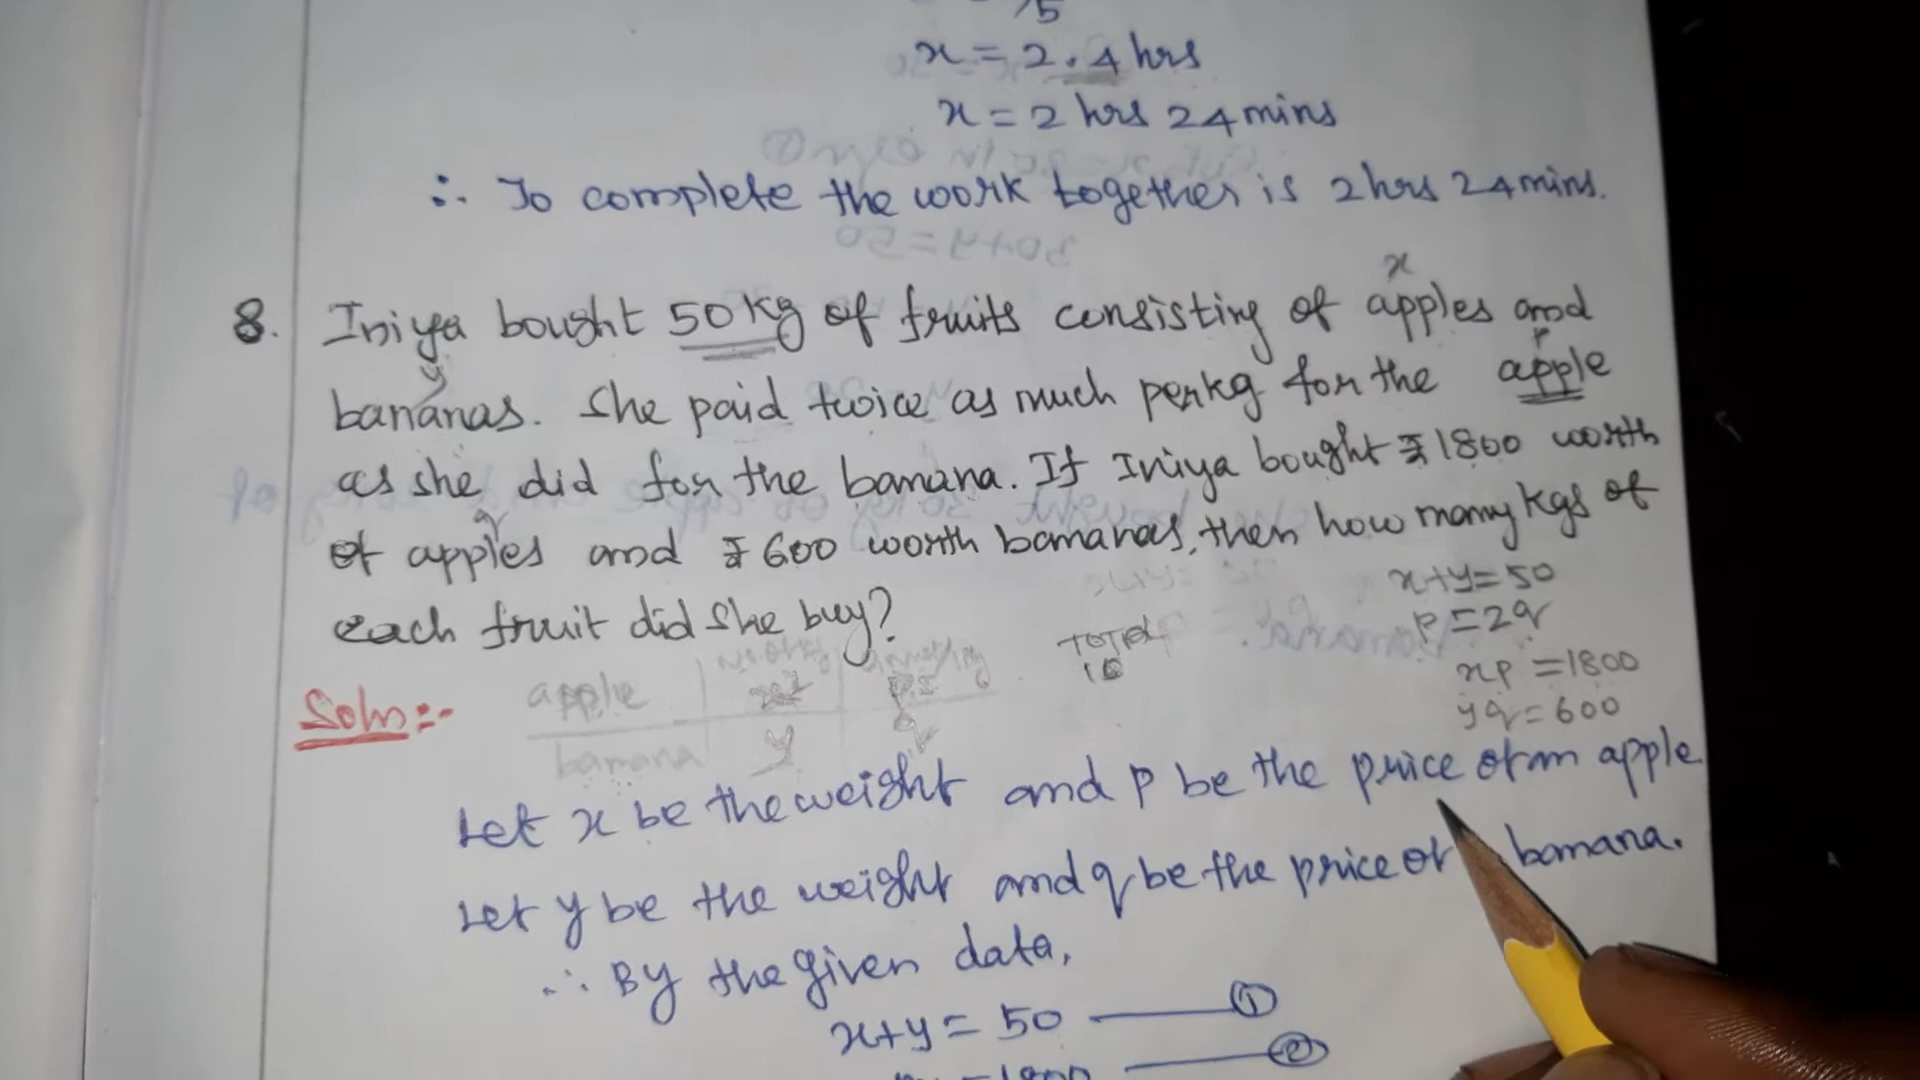 x = 2.4 hrs
x = 2 hrs 24 mins
∴ To complete the work together is 2 hrs 24 mins.
x
8. Iniya bought 50 kg of fruits consisting of apples and
y
p
bananas. She paid twice as much per kg for the apple
as she did for the banana. If Iniya bought ₹ 1800 worth
q
of apples and ₹ 600 worth bananas, then how many kgs of
each fruit did she buy?
x+y=50
p=2q
xp =1800
yq=600
TOTAL
apple
banana y q
Soln:-
Let x be the weight and p be the price of an apple.
Let y be the weight and q be the price of banana.
∴ By the given data,
x+y = 50 ①
②